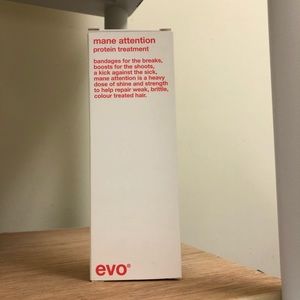 mane attention
protein treatment
bandages for the breaks,
boosts for the shoots,
a kick against the sick,
mane attention is a heavy
dose of shine and strength
to help repair weak, brittle,
colour treated hair.
evo®